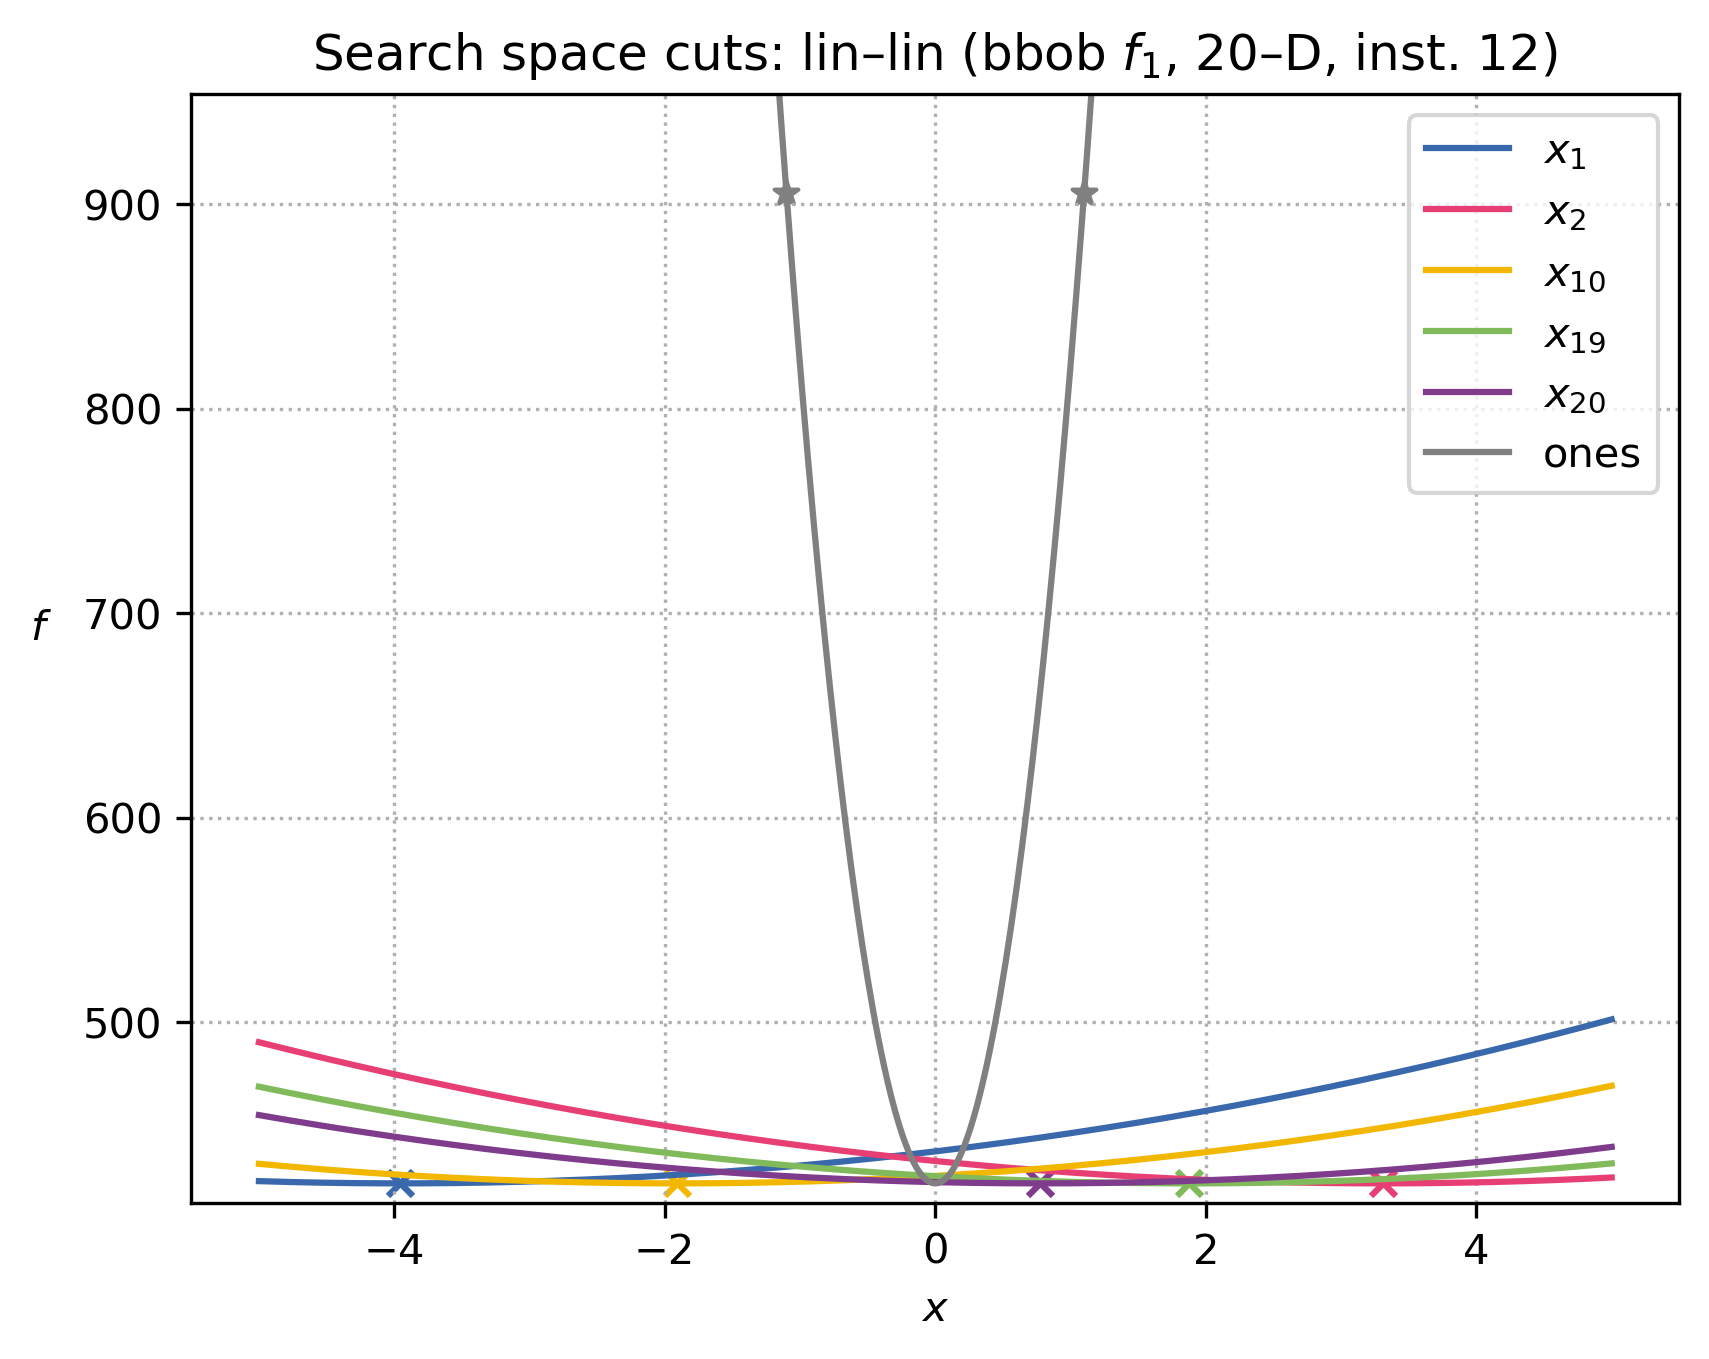 Search space cuts: lin–lin (bbob f₁, 20–D, inst. 12)
x₁
x₂
x₁₀
x₁₉
x₂₀
ones
900
800
700
600
500
f
−4 −2 0 2 4
x